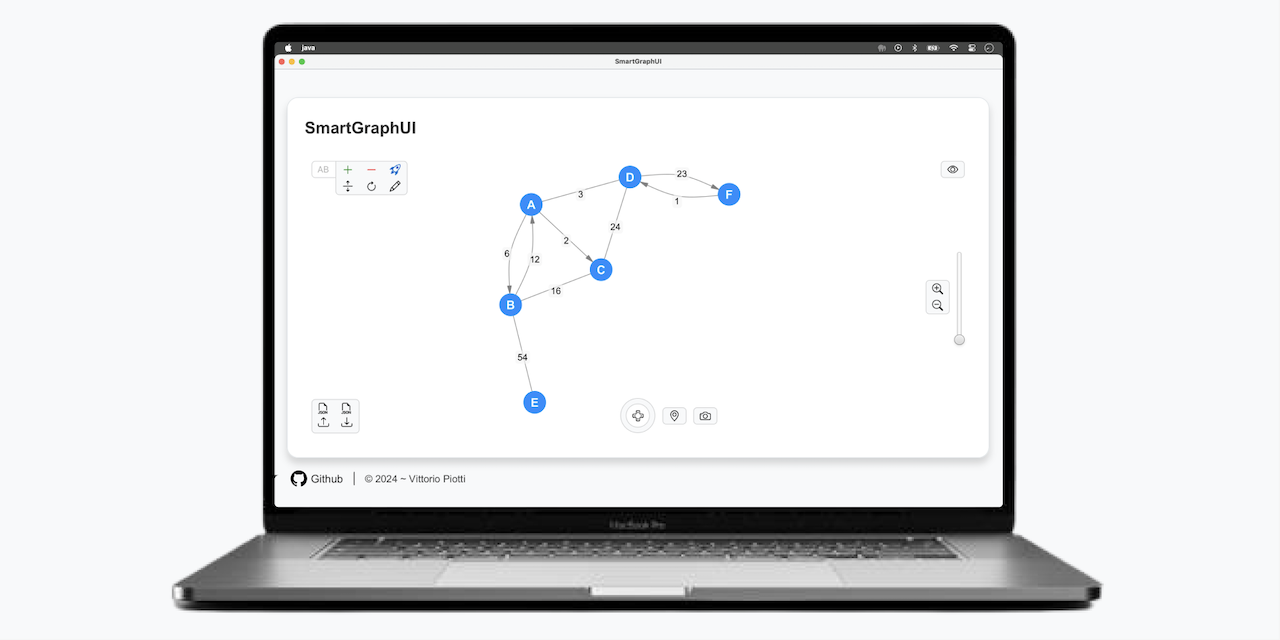 java
SmartGraphUI
SmartGraphUI
AB
D
23
F
A
3
1
24
2
6
12
C
16
B
54
E
JSON JSON
Github | © 2024 ~ Vittorio Piotti
MacBook Pro